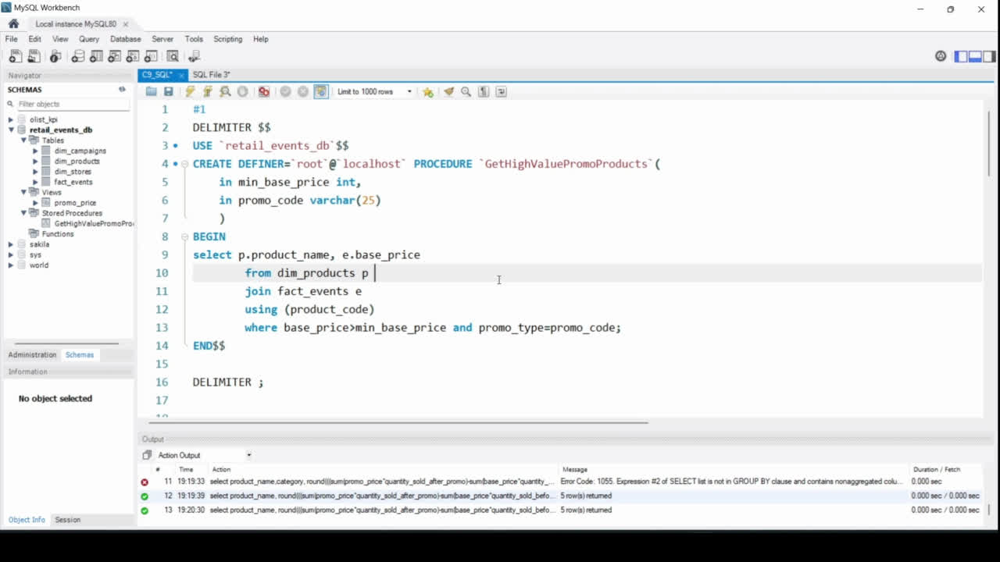 MySQL Workbench
Local instance MySQL80
File Edit View Query Database Server Tools Scripting Help
Navigator
SCHEMAS
Filter objects
olist_kpi
retail_events_db
Tables
dim_campaigns
dim_products
dim_stores
fact_events
Views
promo_price
Stored Procedures
GetHighValuePromoPro
Functions
sakila
sys
world
Administration Schemas
Information
No object selected
Object Info Session
C9_SQL* SQL File 3*
Limit to 1000 rows
1 #1
2 DELIMITER $$
3 USE `retail_events_db`$$
4 CREATE DEFINER=`root`@`localhost` PROCEDURE `GetHighValuePromoProducts`(
5 in min_base_price int,
6 in promo_code varchar(25)
7 )
8 BEGIN
9 select p.product_name, e.base_price
10 from dim_products p
11 join fact_events e
12 using (product_code)
13 where base_price>min_base_price and promo_type=promo_code;
14 END$$
15
16 DELIMITER ;
17
18
Output
Action Output
# Time Action Message Duration / Fetch
11 19:19:33 select product_name,category, round(((sum(promo_price*quantity_sold_after_promo)-sum(base_price*quantity_... Error Code: 1055. Expression #2 of SELECT list is not in GROUP BY clause and contains nonaggregated colu... 0.000 sec
12 19:19:39 select product_name, round(((sum(promo_price*quantity_sold_after_promo)-sum(base_price*quantity_sold_befo... 5 row(s) returned 0.000 sec / 0.000 sec
13 19:20:30 select product_name, round(((sum(promo_price*quantity_sold_after_promo)-sum(base_price*quantity_sold_befo... 5 row(s) returned 0.000 sec / 0.000 sec